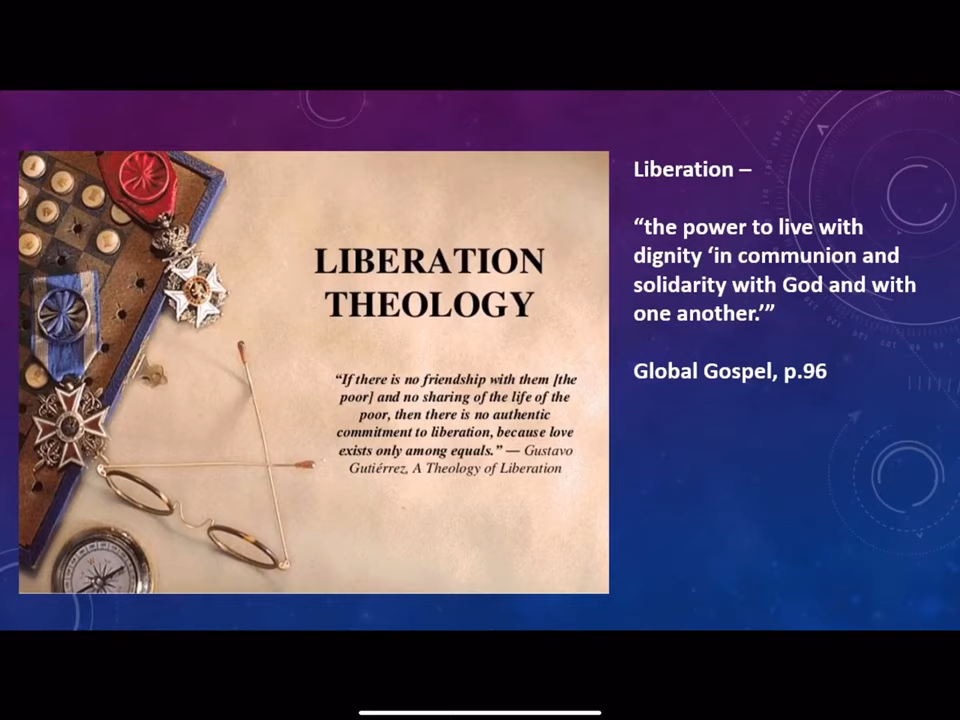 LIBERATION
THEOLOGY
“If there is no friendship with them [the
poor] and no sharing of the life of the
poor, then there is no authentic
commitment to liberation, because love
exists only among equals.” — Gustavo
Gutiérrez, A Theology of Liberation
Liberation –
“the power to live with
dignity ‘in communion and
solidarity with God and with
one another.’”
Global Gospel, p.96